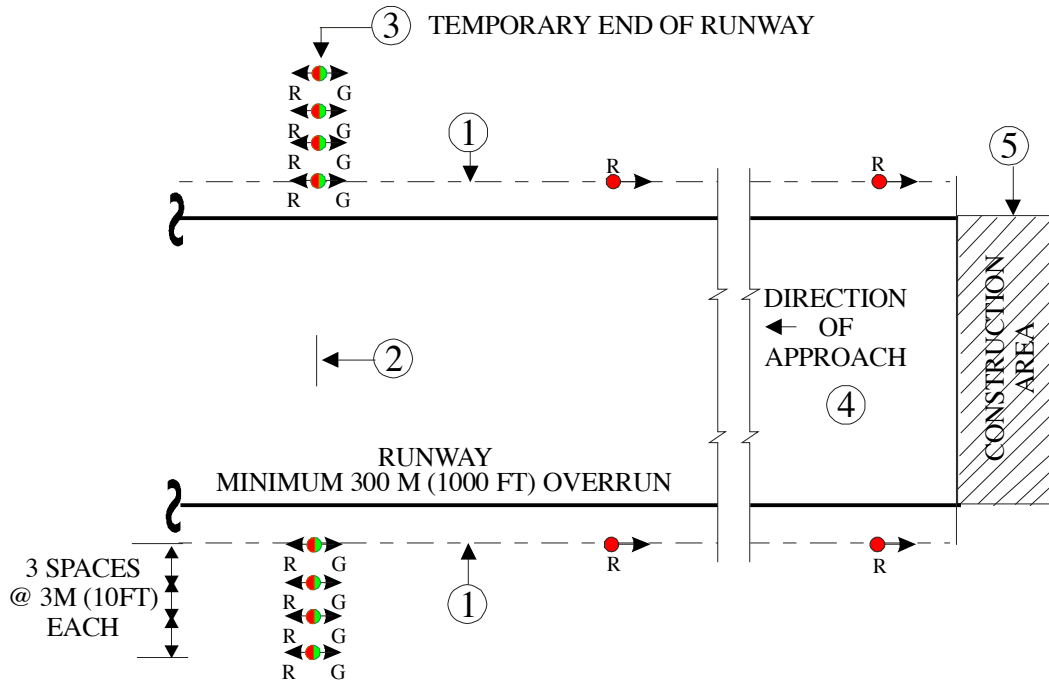 ③ TEMPORARY END OF RUNWAY
R G
R G
R G
R G
①
R
R
⑤
DIRECTION
OF
APPROACH
④
②
CONSTRUCTION
AREA
RUNWAY
MINIMUM 300 M (1000 FT) OVERRUN
3 SPACES
@ 3M (10FT)
EACH
R G
R G
R G
R G
①
R
R